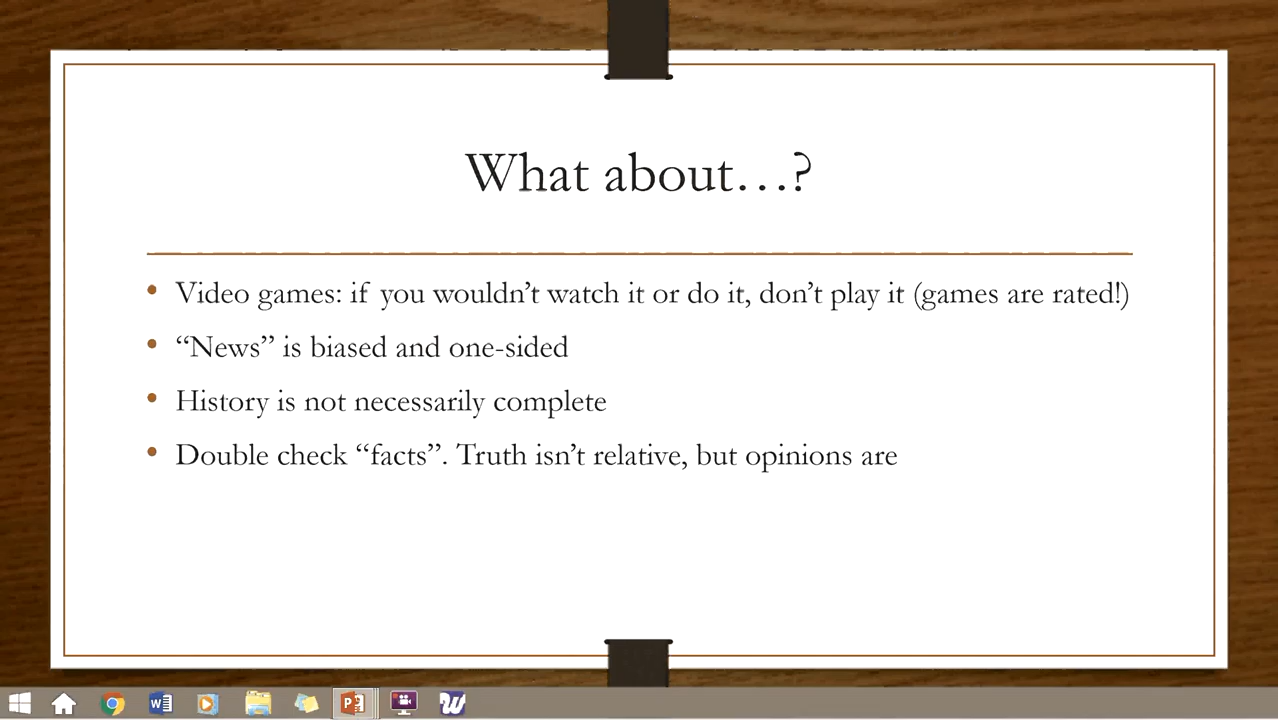 What about…?
• Video games: if you wouldn’t watch it or do it, don’t play it (games are rated!)
• “News” is biased and one-sided
• History is not necessarily complete
• Double check “facts”. Truth isn’t relative, but opinions are